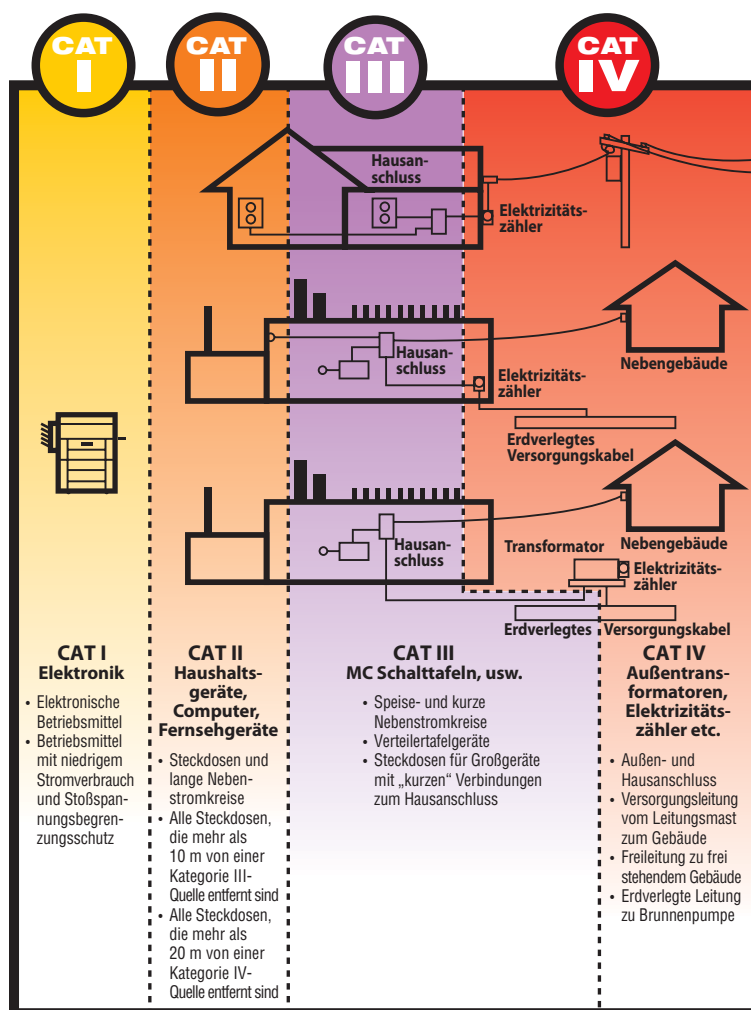 CAT
I
CAT
II
CAT
III
CAT
IV
Hausan-
schluss
Elektrizitäts-
zähler
Hausan-
schluss
Elektrizitäts-
zähler
Nebengebäude
Erdverlegtes
Versorgungskabel
Hausan-
schluss
Transformator
Nebengebäude
Elektrizitäts-
zähler
Erdverlegtes Versorgungskabel
CAT I
Elektronik
• Elektronische
Betriebsmittel
• Betriebsmittel
mit niedrigem
Stromverbrauch
und Stoßspan-
nungsbegren-
zungsschutz
CAT II
Haushalts-
geräte,
Computer,
Fernsehgeräte
• Steckdosen und
lange Neben-
stromkreise
• Alle Steckdosen,
die mehr als
10 m von einer
Kategorie III-
Quelle entfernt sind
• Alle Steckdosen,
die mehr als
20 m von einer
Kategorie IV-
Quelle entfernt sind
CAT III
MC Schalttafeln, usw.
• Speise- und kurze
Nebenstromkreise
• Verteilertafelgeräte
• Steckdosen für Großgeräte
mit „kurzen” Verbindungen
zum Hausanschluss
CAT IV
Außentrans-
formatoren,
Elektrizitäts-
zähler etc.
• Außen- und
Hausanschluss
• Versorgungsleitung
vom Leitungsmast
zum Gebäude
• Freileitung zu frei
stehendem Gebäude
• Erdverlegte Leitung
zu Brunnenpumpe